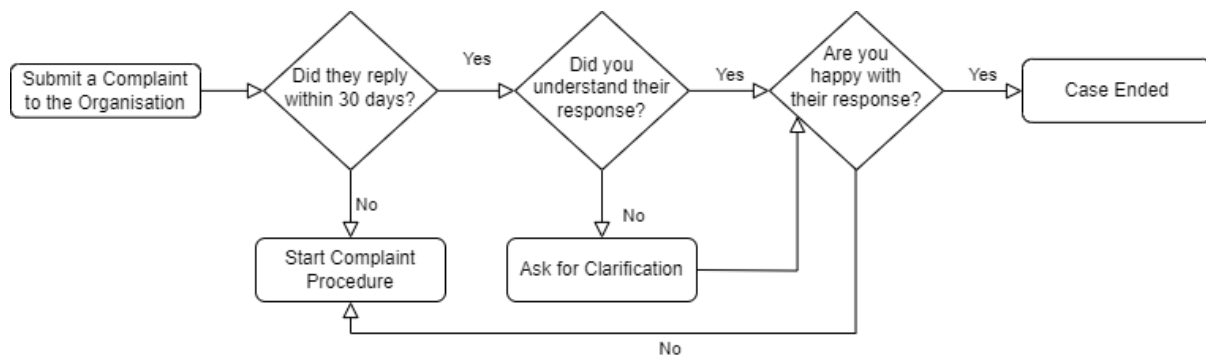 Submit a Complaint
to the Organisation
Did they reply
within 30 days?
Yes
Did you
understand their
response?
Yes
Are you
happy with
their response?
Yes
Case Ended
No
Start Complaint
Procedure
No
Ask for Clarification
No